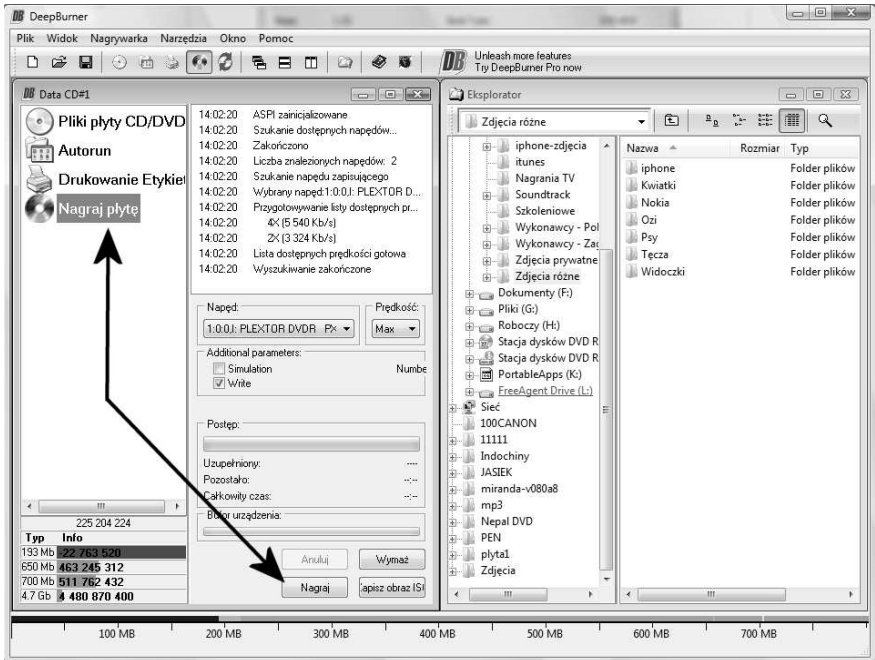 DeepBurner
Plik Widok Nagrywarka Narzędzia Okno Pomoc
Unleash more features
Try DeepBurner Pro now
Data CD#1
Pliki płyty CD/DVD
Autorun
Drukowanie Etykiet
Nagraj płytę
225 204 224
Typ Info
193 Mb -22 763 520
650 Mb 463 245 312
700 Mb 511 762 432
4.7 Gb 4 480 870 400
14:02:20 ASPI zainicjalizowane
14:02:20 Szukanie dostępnych napędów...
14:02:20 Zakończono
14:02:20 Liczba znalezionych napędów: 2
14:02:20 Szukanie napędu zapisującego
14:02:20 Wybrany napęd:1:0:0,I: PLEXTOR D...
14:02:20 Przygotowywanie listy dostępnych pr...
14:02:20 4X (5 540 Kb/s)
14:02:20 2X (3 324 Kb/s)
14:02:20 Lista dostępnych prędkości gotowa
14:02:20 Wyszukiwanie zakończone
Napęd: Prędkość:
1:0:0,I: PLEXTOR DVDR PX Max
Additional parameters:
Simulation Numbe
Write
Postęp:
Uzupełniony: ----
Pozostało: --:--
Całkowity czas: --:--
Bufor urządzenia:
Anuluj Wymaż
Nagraj Zapisz obraz IS
Eksplorator
Zdjęcia różne
iphone-zdjęcia
itunes
Nagrania TV
Soundtrack
Szkoleniowe
Wykonawcy - Pol
Wykonawcy - Zag
Zdjęcia prywatne
Zdjęcia różne
Dokumenty (F:)
Pliki (G:)
Roboczy (H:)
Stacja dysków DVD R
Stacja dysków DVD R
PortableApps (K:)
FreeAgent Drive (L:)
Sieć
100CANON
11111
Indochiny
JASIEK
miranda-v080a8
mp3
Nepal DVD
PEN
plyta1
Zdjęcia
Nazwa Rozmiar Typ
iphone Folder plików
Kwiatki Folder plików
Nokia Folder plików
Ozi Folder plików
Psy Folder plików
Tęcza Folder plików
Widoczki Folder plików
100 MB 200 MB 300 MB 400 MB 500 MB 600 MB 700 MB